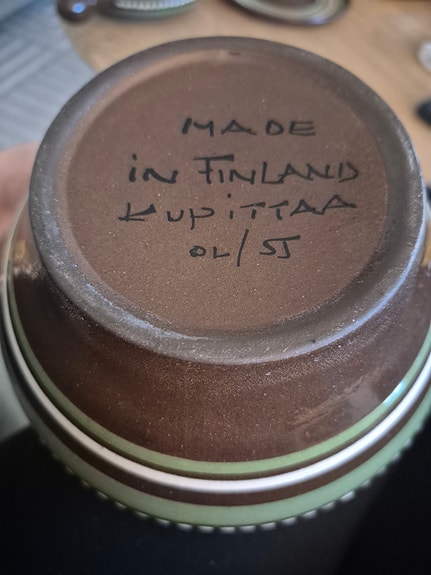 MADE
iN FINLAND
KUPiTTAA
OL/SJ